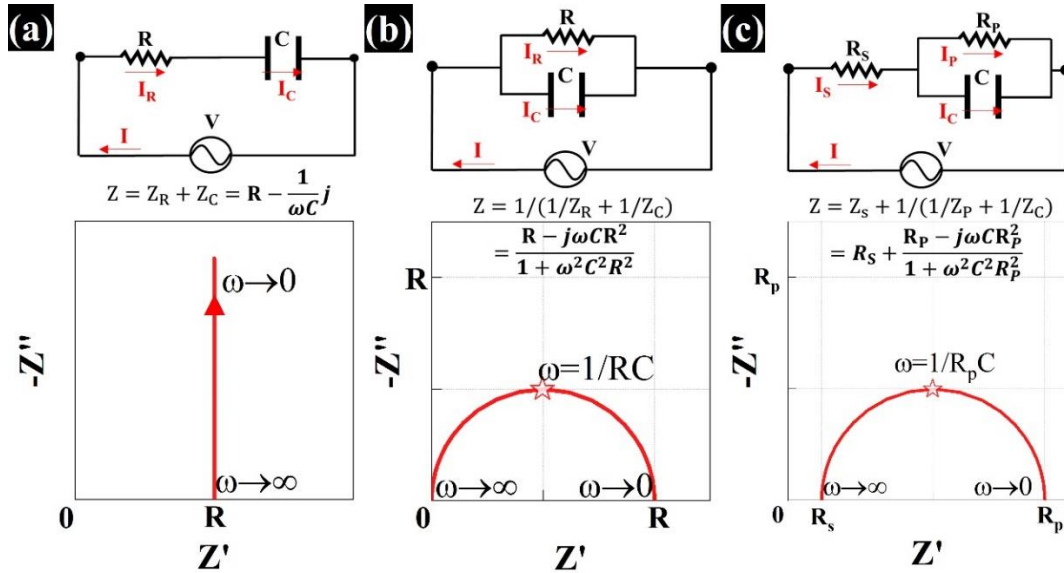 (a)
R
C
I_R
I_C
I
V
Z = Z_R + Z_C = R − 1/(ωC) j
-Z''
ω→0
ω→∞
0
R
Z'
(b)
R
I_R
C
I_C
I
V
Z = 1/(1/Z_R + 1/Z_C)
= (R − jωCR²)/(1 + ω²C²R²)
R
-Z''
ω=1/RC
ω→∞
ω→0
0
R
Z'
(c)
R_S
R_P
I_P
I_S
C
I_C
I
V
Z = Z_s + 1/(1/Z_P + 1/Z_C)
= R_S + (R_P − jωCR_P²)/(1 + ω²C²R_P²)
R_p
-Z''
ω=1/R_pC
ω→∞
ω→0
0
R_s
R_p
Z'